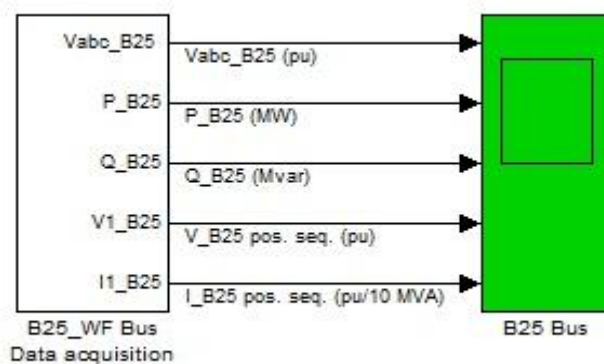 Vabc_B25
Vabc_B25 (pu)
P_B25
P_B25 (MW)
Q_B25
Q_B25 (Mvar)
V1_B25
V_B25 pos. seq. (pu)
I1_B25
I_B25 pos. seq. (pu/10 MVA)
B25_WF Bus
Data acquisition
B25 Bus